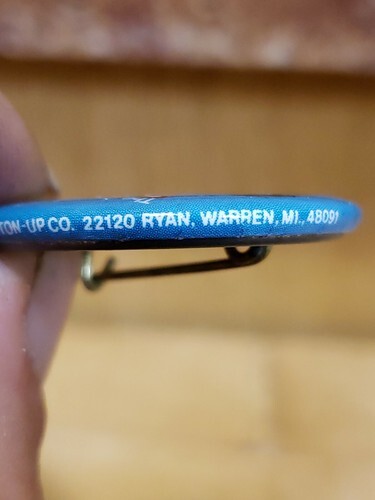 TON-UP CO. 22120 RYAN, WARREN, MI., 48091